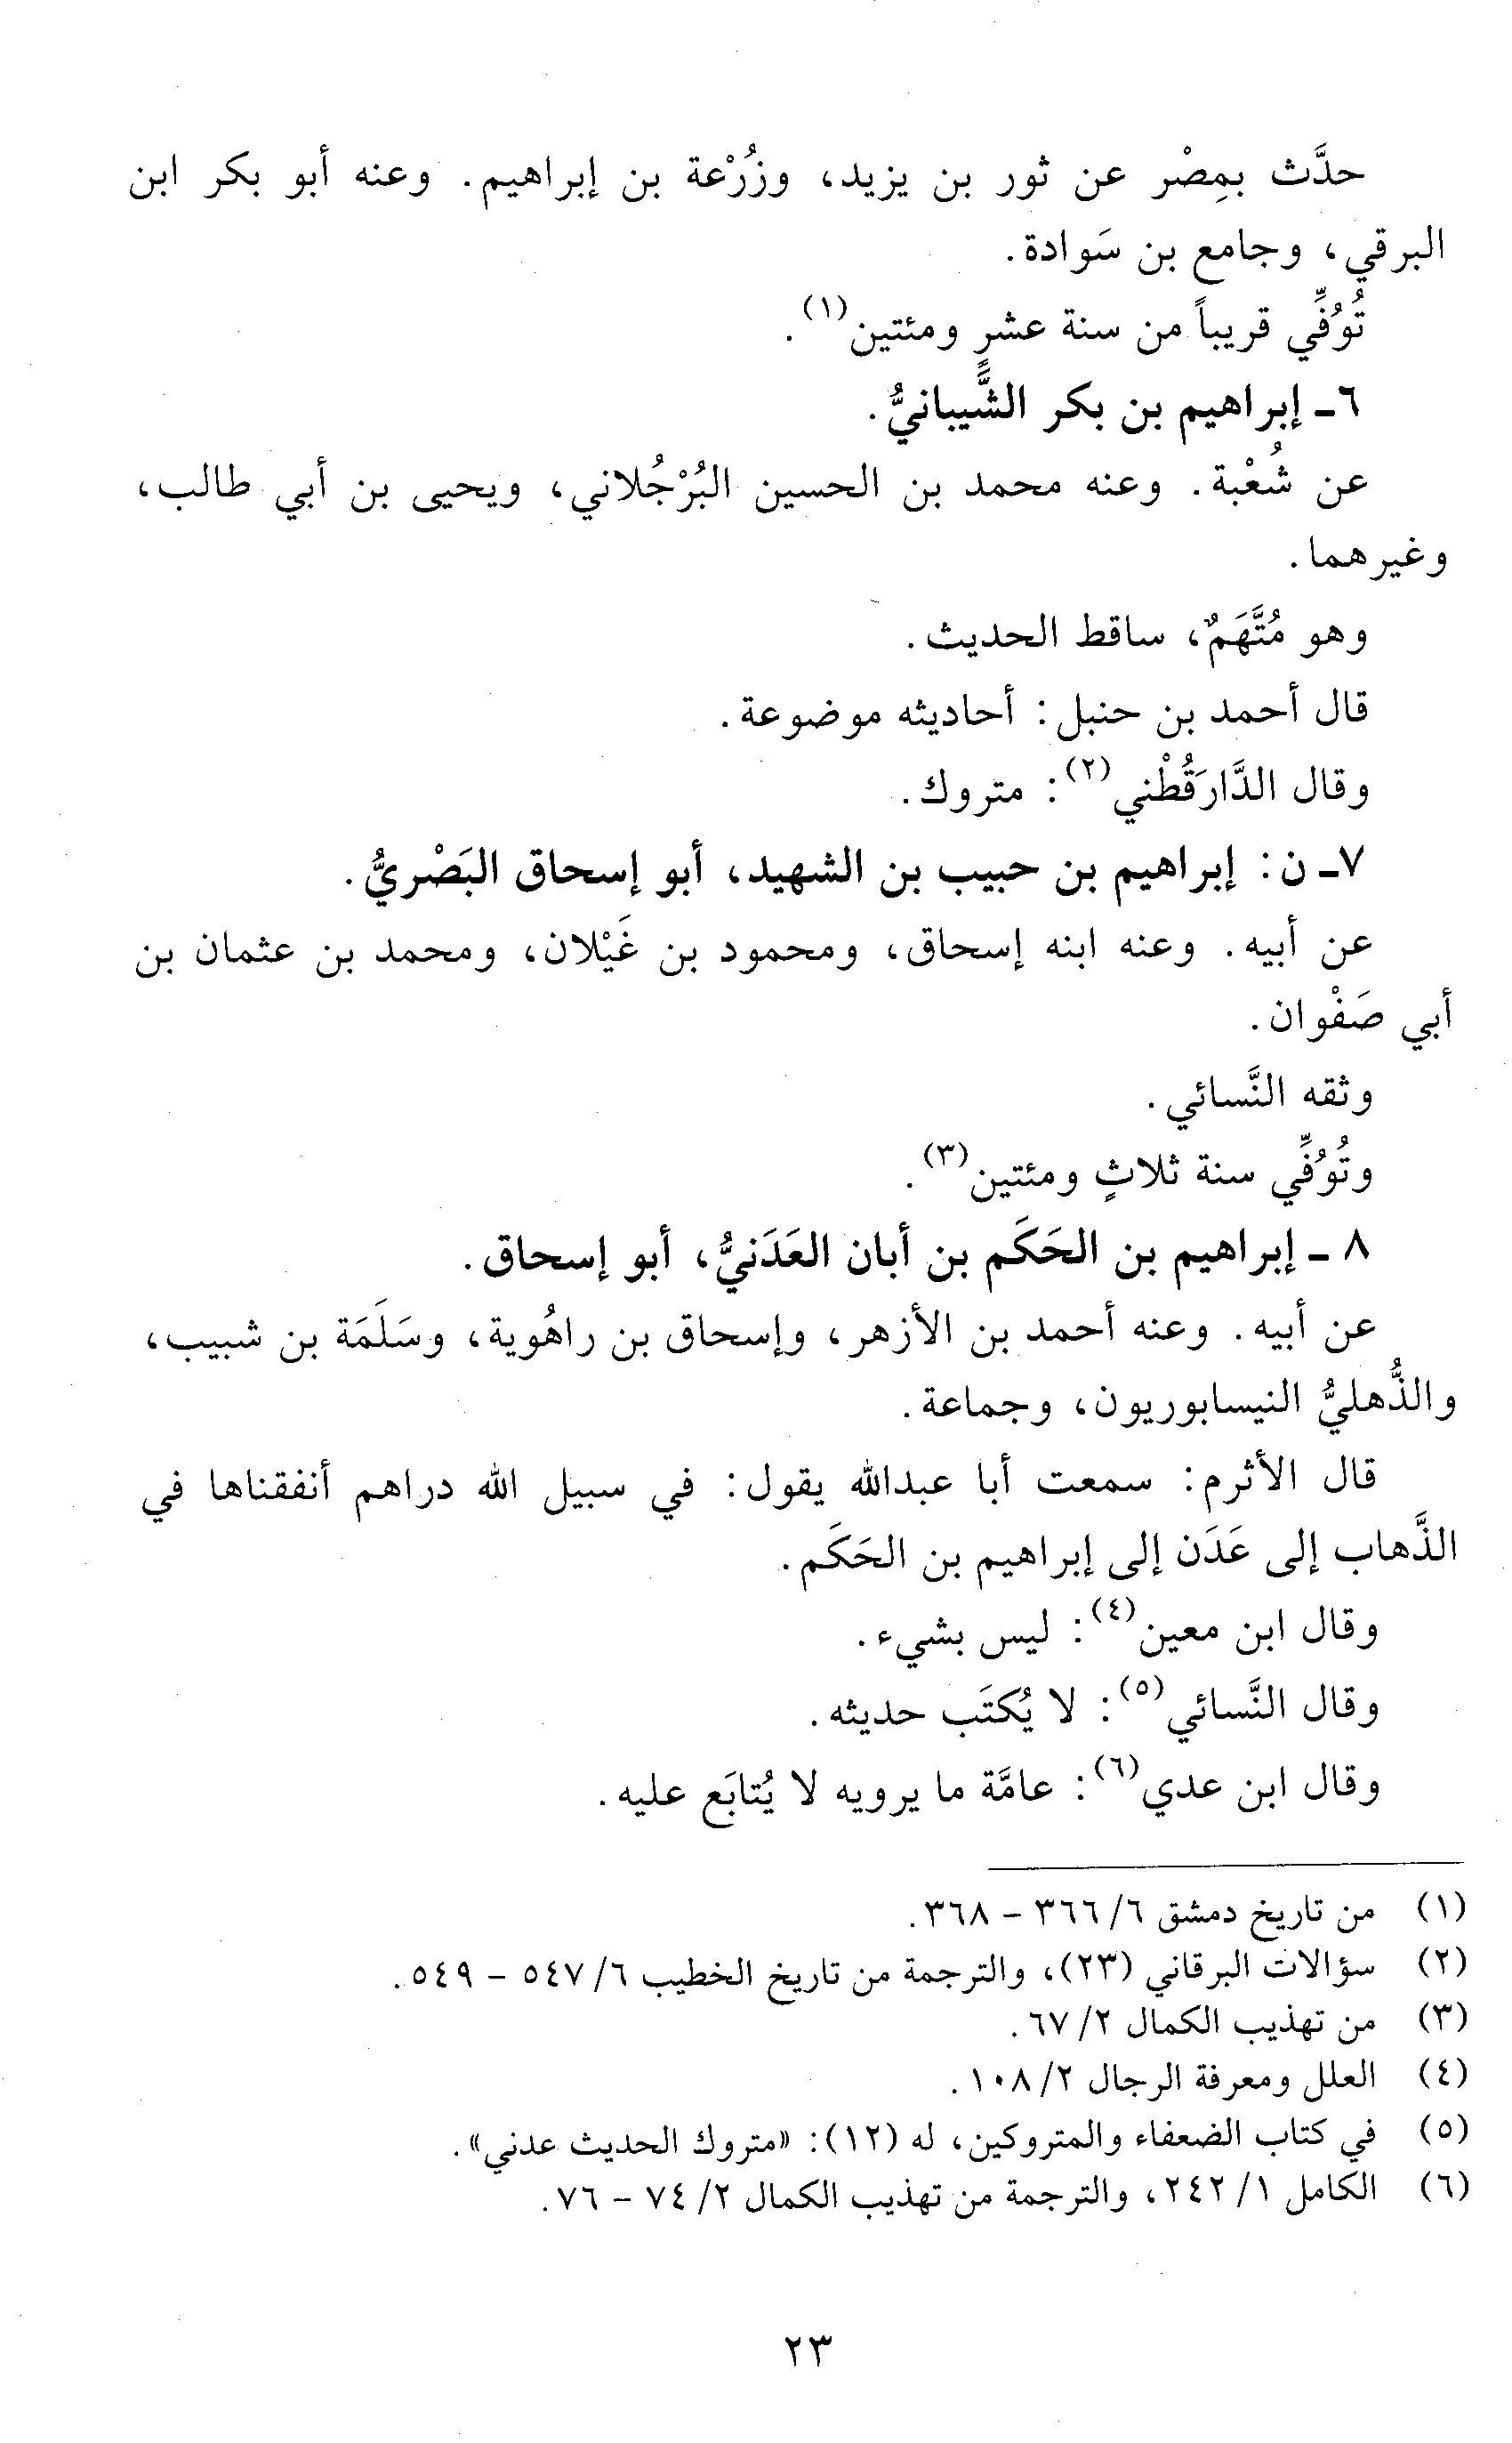 حدَّث بمِصْر عن ثور بن يزيد، وزُرْعة بن إبراهيم. وعنه أبو بكر ابن
البرقي، وجامع بن سَوادة.
تُوُفِّي قريباً من سنة عشرٍ ومئتين(١).
٦ـ إبراهيم بن بكر الشَّيبانيُّ.
عن شُعْبة. وعنه محمد بن الحسين البُرْجُلاني، ويحيى بن أبي طالب،
وغيرهما.
وهو مُتَّهَمٌ، ساقط الحديث.
قال أحمد بن حنبل: أحاديثه موضوعة.
وقال الدَّارَقُطْني(٢): متروك.
٧ـ ن: إبراهيم بن حبيب بن الشهيد، أبو إسحاق البَصْريُّ.
عن أبيه. وعنه ابنه إسحاق، ومحمود بن غَيْلان، ومحمد بن عثمان بن
أبي صَفْوان.
وثقه النَّسائي.
وتُوُفِّي سنة ثلاثٍ ومئتين(٣).
٨ ـ إبراهيم بن الحَكَم بن أبان العَدَنيُّ، أبو إسحاق.
عن أبيه. وعنه أحمد بن الأزهر، وإسحاق بن راهُوية، وسَلَمَة بن شبيب،
والذُّهليُّ النيسابوريون، وجماعة.
قال الأثرم: سمعت أبا عبدالله يقول: في سبيل الله دراهم أنفقناها في
الذَّهاب إلى عَدَن إلى إبراهيم بن الحَكَم.
وقال ابن معين(٤): ليس بشيء.
وقال النَّسائي(٥): لا يُكتَب حديثه.
وقال ابن عدي(٦): عامَّة ما يرويه لا يُتابَع عليه.
(١) من تاريخ دمشق ٦/ ٣٦٦ - ٣٦٨.
(٢) سؤالات البرقاني (٢٣)، والترجمة من تاريخ الخطيب ٦/ ٥٤٧ - ٥٤٩.
(٣) من تهذيب الكمال ٢/ ٦٧.
(٤) العلل ومعرفة الرجال ٢/ ١٠٨.
(٥) في كتاب الضعفاء والمتروكين، له (١٢): «متروك الحديث عدني».
(٦) الكامل ١/ ٢٤٢، والترجمة من تهذيب الكمال ٢/ ٧٤ - ٧٦.
٢٣